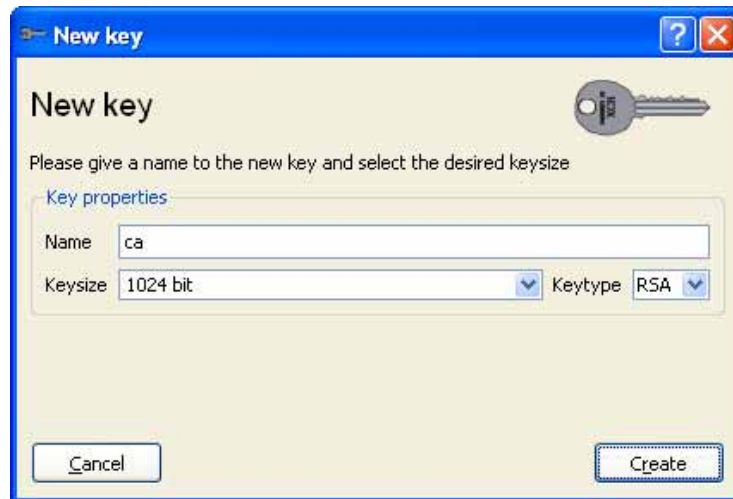 New key
New key
Please give a name to the new key and select the desired keysize
Key properties
Name ca
Keysize 1024 bit Keytype RSA
Cancel Create